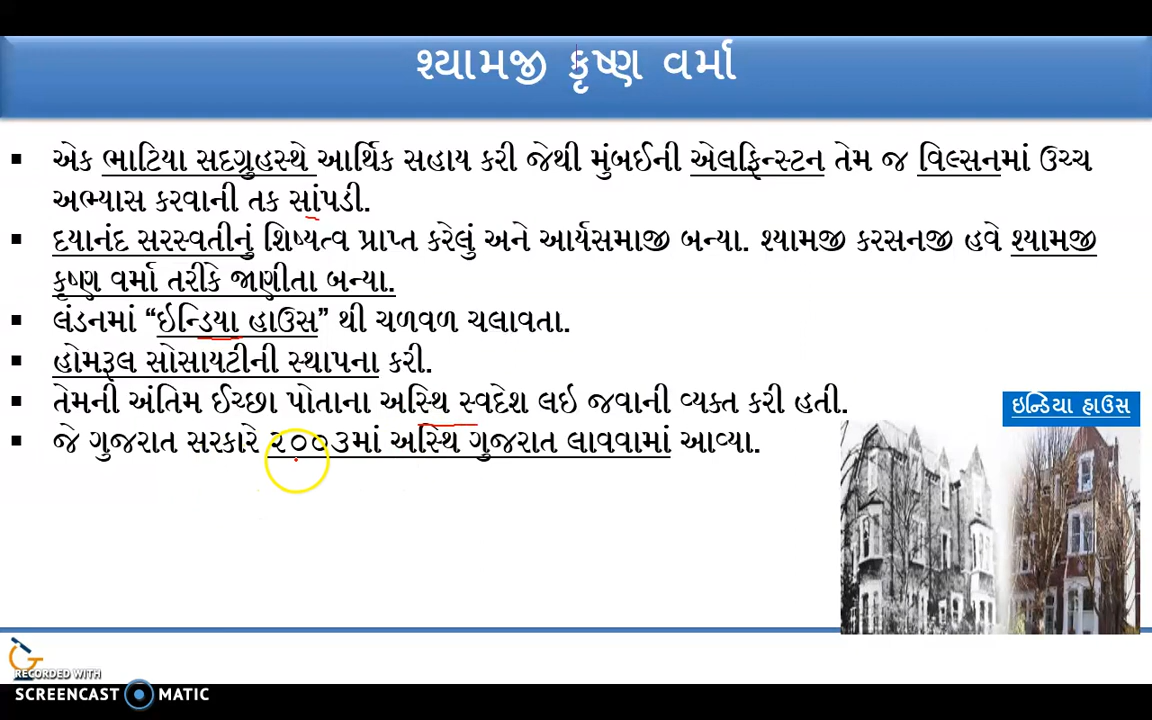 શ્યામજી કૃષ્ણ વર્મા
એક ભાટિયા સદગ્રુહસ્થે આર્થિક સહાય કરી જેથી મુંબઈની એલફિન્સ્ટન તેમ જ વિલ્સનમાં ઉચ્ચ
અભ્યાસ કરવાની તક સાંપડી.
દયાનંદ સરસ્વતીનું શિષ્યત્વ પ્રાપ્ત કરેલું અને આર્યસમાજી બન્યા. શ્યામજી કરસનજી હવે શ્યામજી
કૃષ્ણ વર્મા તરીકે જાણીતા બન્યા.
લંડનમાં “ઇન્ડિયા હાઉસ” થી ચળવળ ચલાવતા.
હોમરૂલ સોસાયટીની સ્થાપના કરી.
તેમની અંતિમ ઈચ્છા પોતાના અસ્થિ સ્વદેશ લઇ જવાની વ્યક્ત કરી હતી.
ઇન્ડિયા હાઉસ
જે ગુજરાત સરકારે ૨૦૦૩માં અસ્થિ ગુજરાત લાવવામાં આવ્યા.
RECORDED WITH
SCREENCAST MATIC